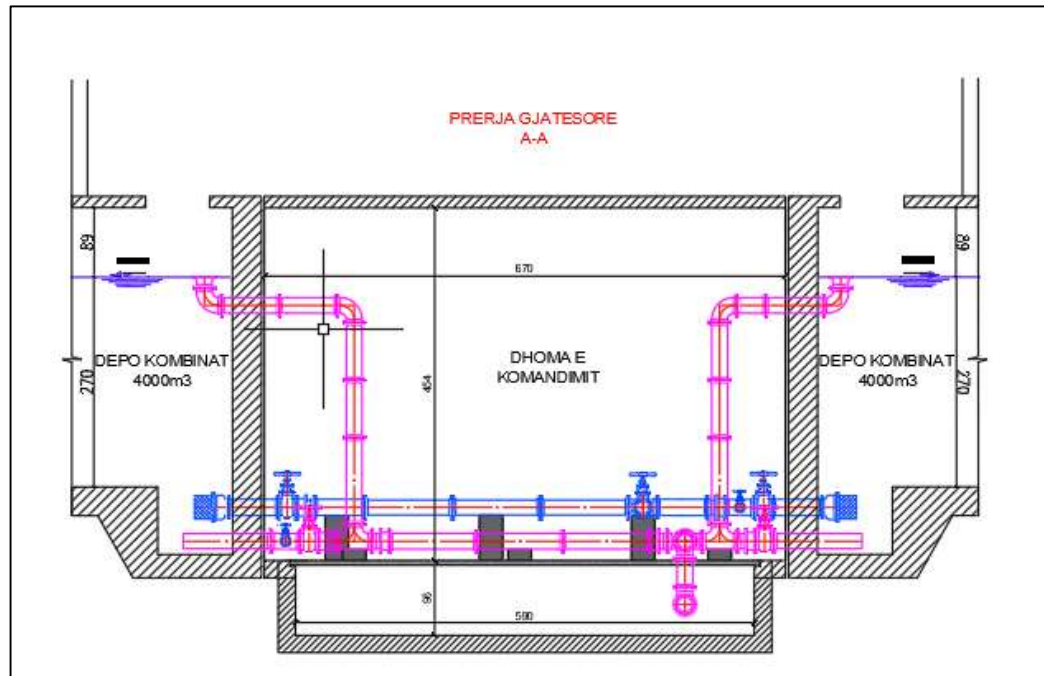 PRERJA GJATESORE
A-A
89
670
89
DEPO KOMBINAT
4000m3
270
454
DHOMA E
KOMANDIMIT
DEPO KOMBINAT
4000m3
270
96
590